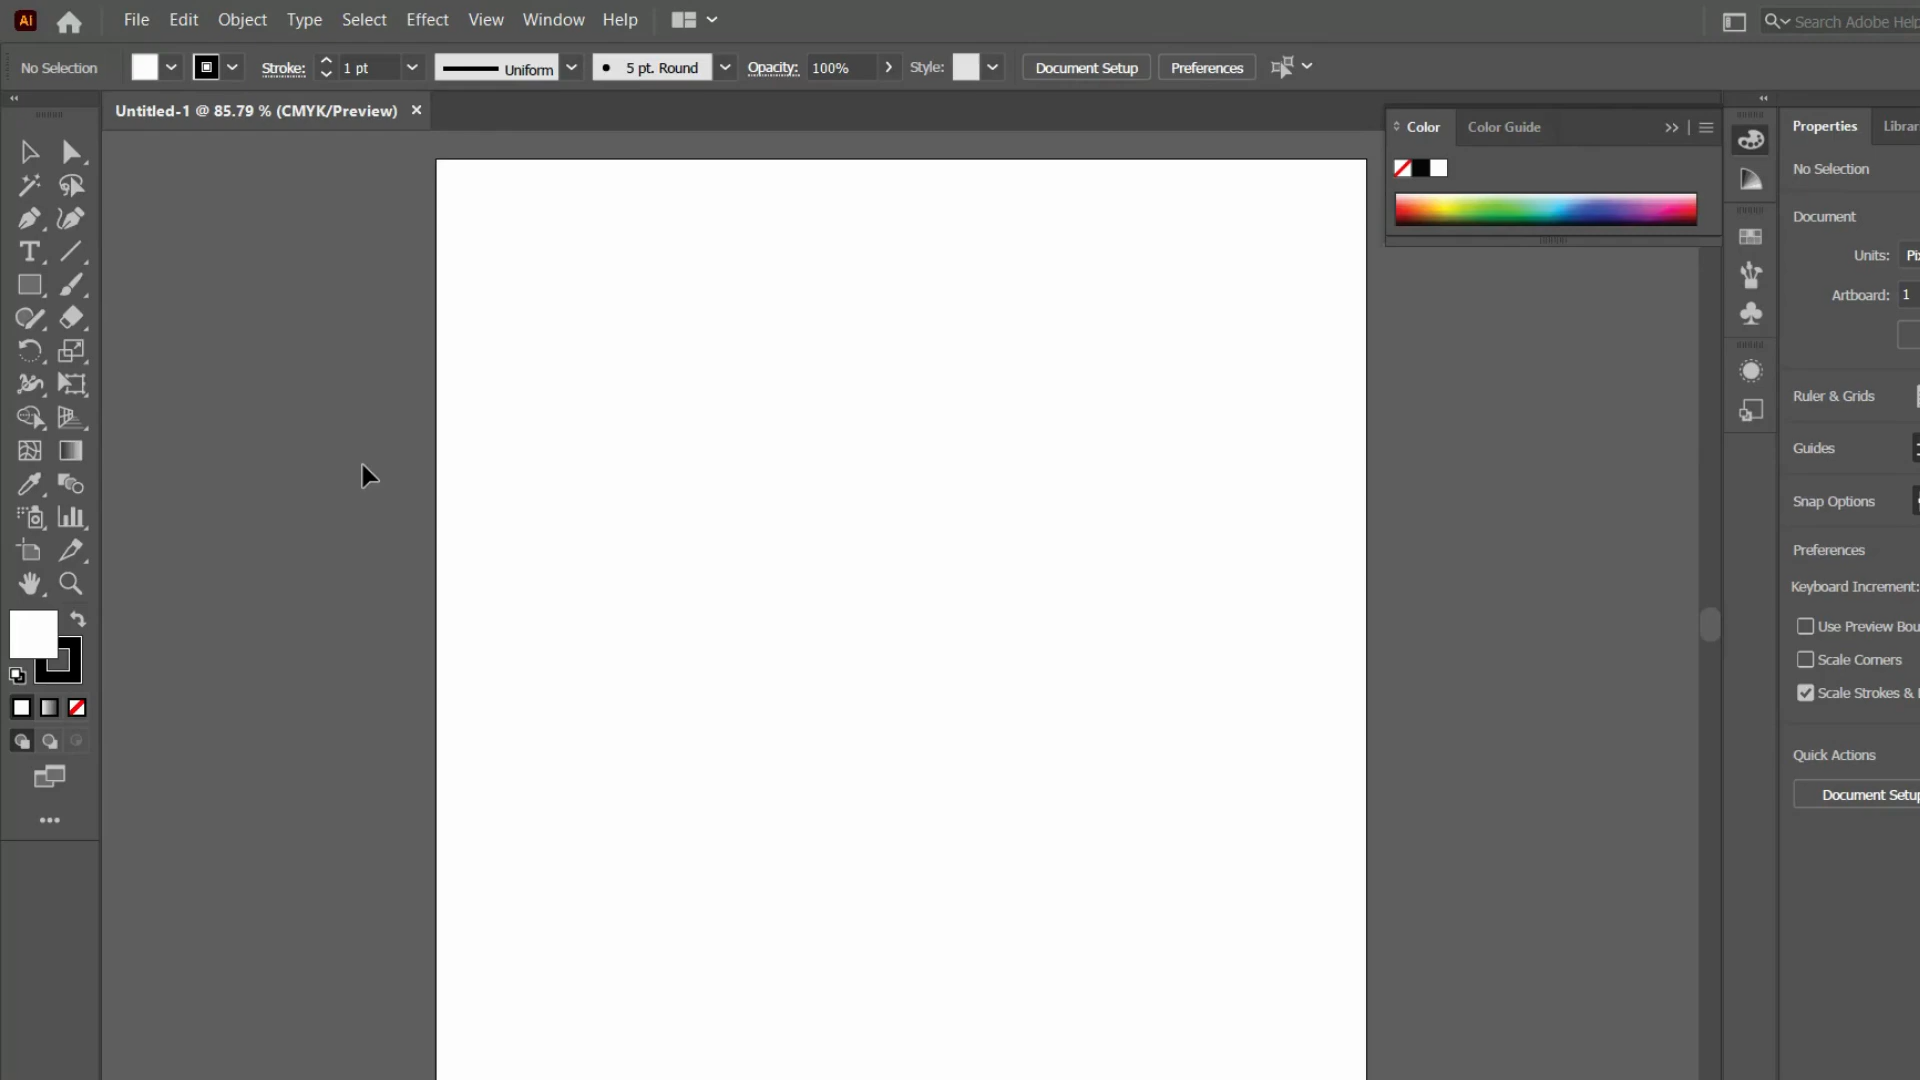 Ai File Edit Object Type Select Effect View Window Help Search Adobe Help
No Selection Stroke: 1 pt Uniform 5 pt. Round Opacity: 100% Style: Document Setup Preferences
Untitled-1 @ 85.79 % (CMYK/Preview) ×
Color Color Guide
Properties Librar
No Selection
Document
Units: Pix
Artboard: 1
Ruler & Grids
Guides
Snap Options
Preferences
Keyboard Increment:
Use Preview Bou
Scale Corners
Scale Strokes &
Quick Actions
Document Setup